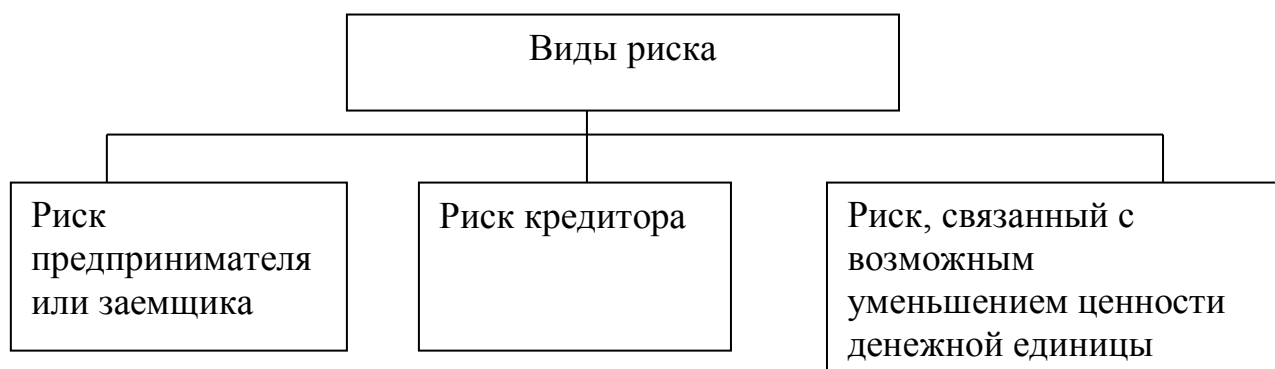 Виды риска
Риск
предпринимателя
или заемщика
Риск кредитора
Риск, связанный с
возможным
уменьшением ценности
денежной единицы